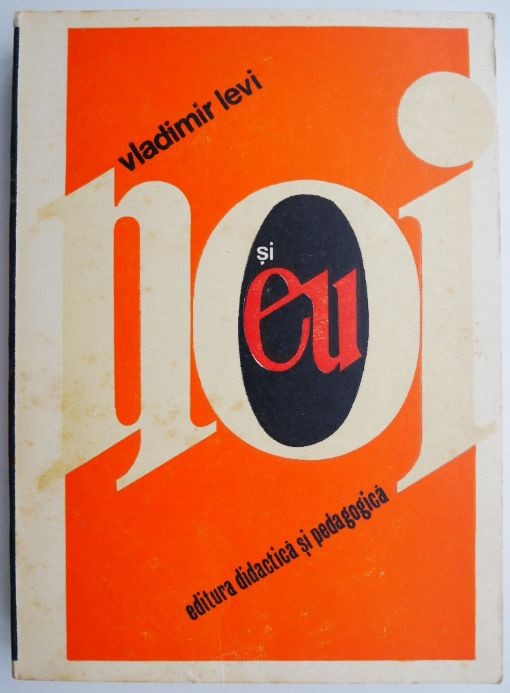 vladimir levi
noi
și
eu
editura didactică și pedagogică